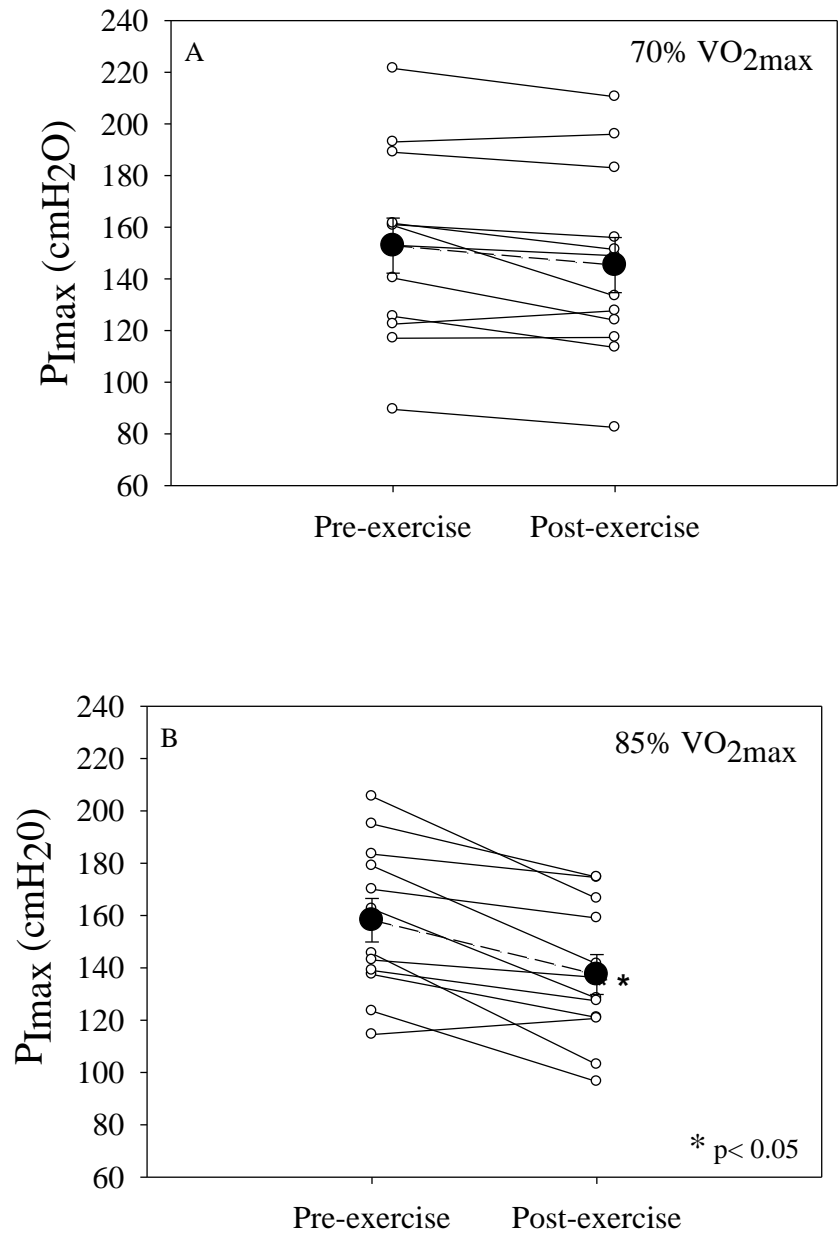 A
70% VO2max
PImax (cmH2O)
240
220
200
180
160
140
120
100
80
60
Pre-exercise Post-exercise
B
85% VO2max
PImax (cmH20)
240
220
200
180
160
140
120
100
80
60
*
* p< 0.05
Pre-exercise Post-exercise